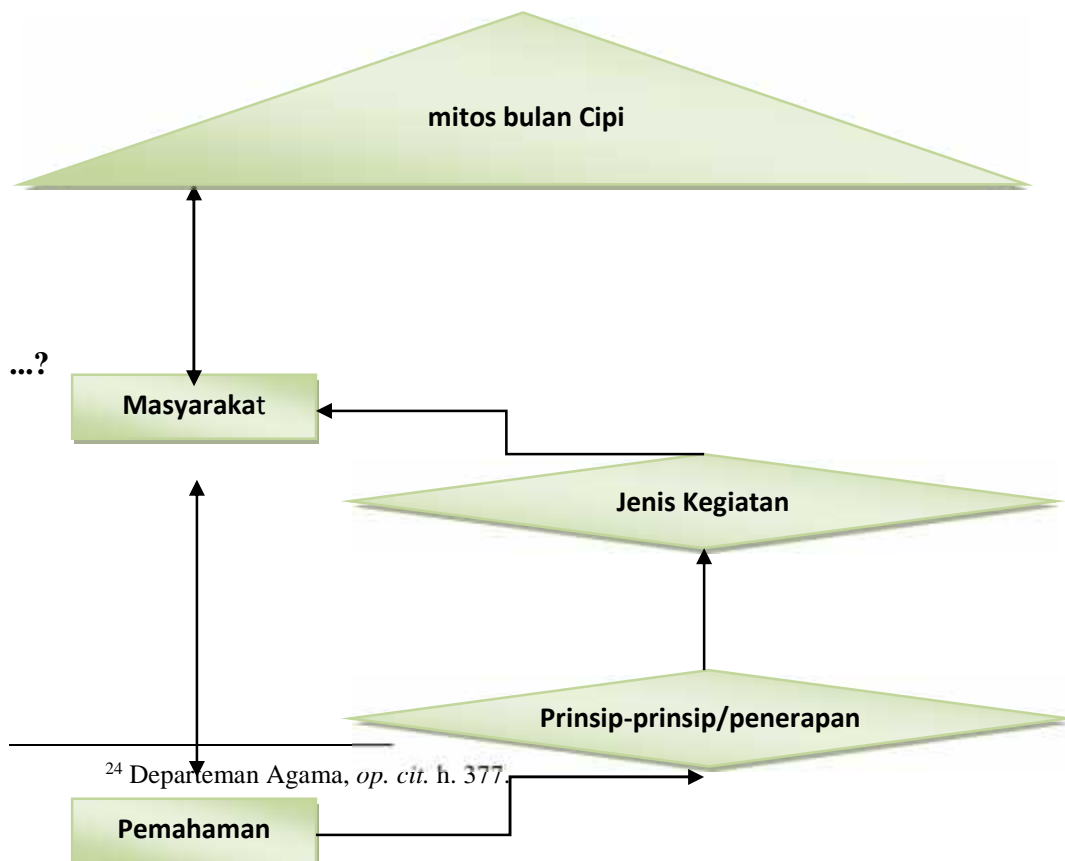 mitos bulan Cipi
...?
Masyarakat
Jenis Kegiatan
Prinsip-prinsip/penerapan
24 Departeman Agama, op. cit. h. 377.
Pemahaman